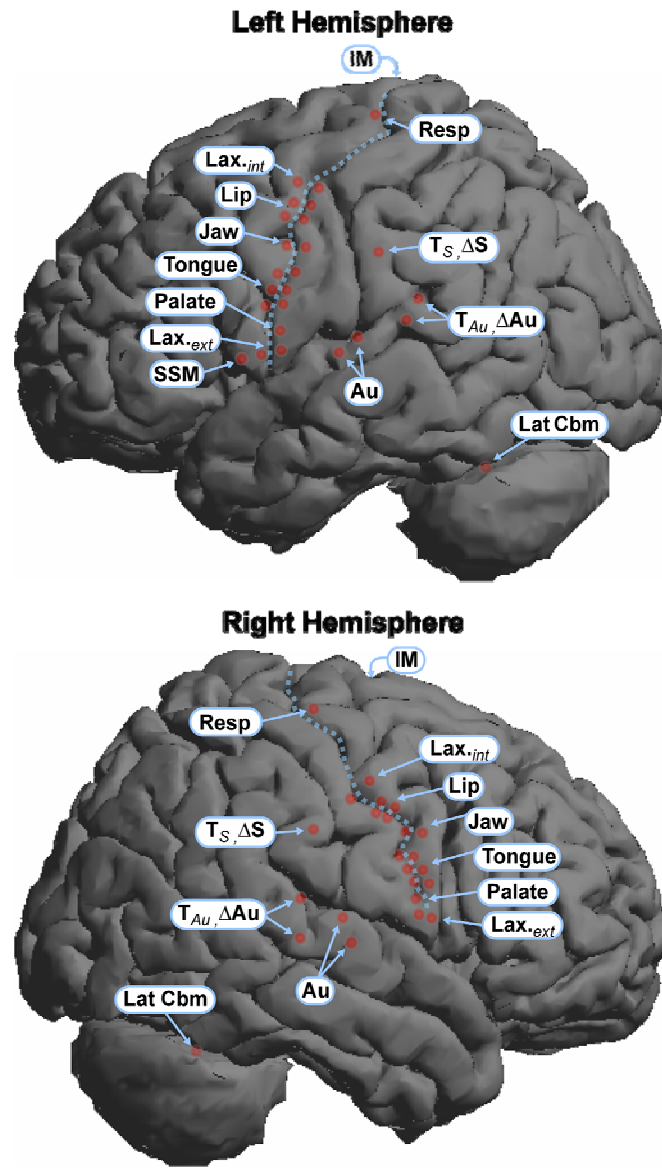 Left Hemisphere
IM
Resp
Lax.int
Lip
Jaw
TS, ΔS
Tongue
Palate
TAu, ΔAu
Lax.ext
SSM
Au
Lat Cbm
Right Hemisphere
IM
Resp
Lax.int
Lip
Jaw
TS, ΔS
Tongue
Palate
TAu, ΔAu
Lax.ext
Au
Lat Cbm